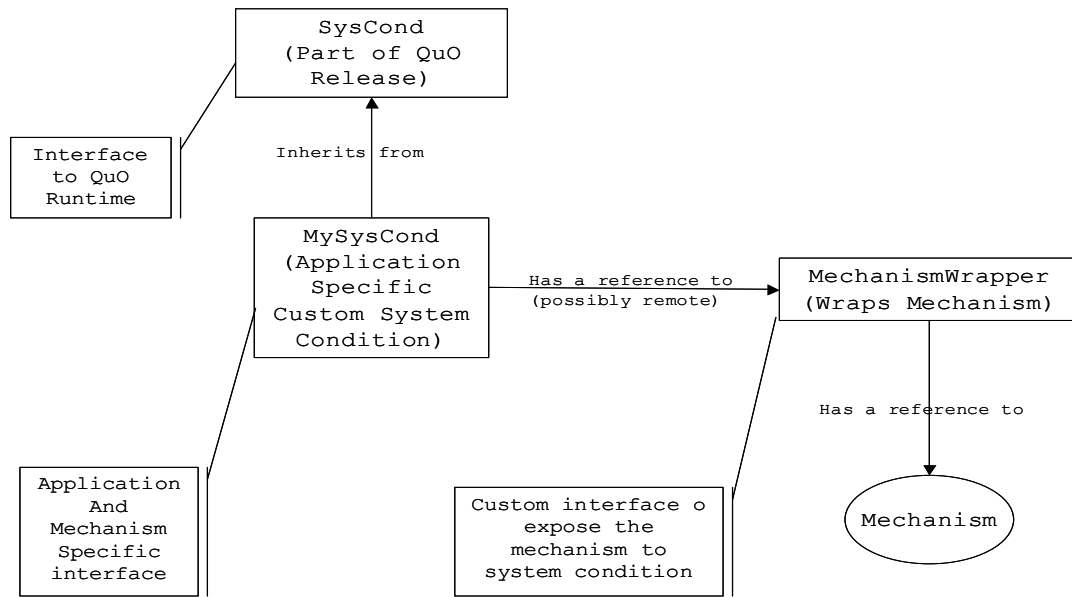 SysCond
(Part of QuO
Release)
Interface
to QuO
Runtime
Inherits from
MySysCond
(Application
Specific
Custom System
Condition)
Has a reference to
(possibly remote)
MechanismWrapper
(Wraps Mechanism)
Has a reference to
Application
And
Mechanism
Specific
interface
Custom interface o
expose the
mechanism to
system condition
Mechanism